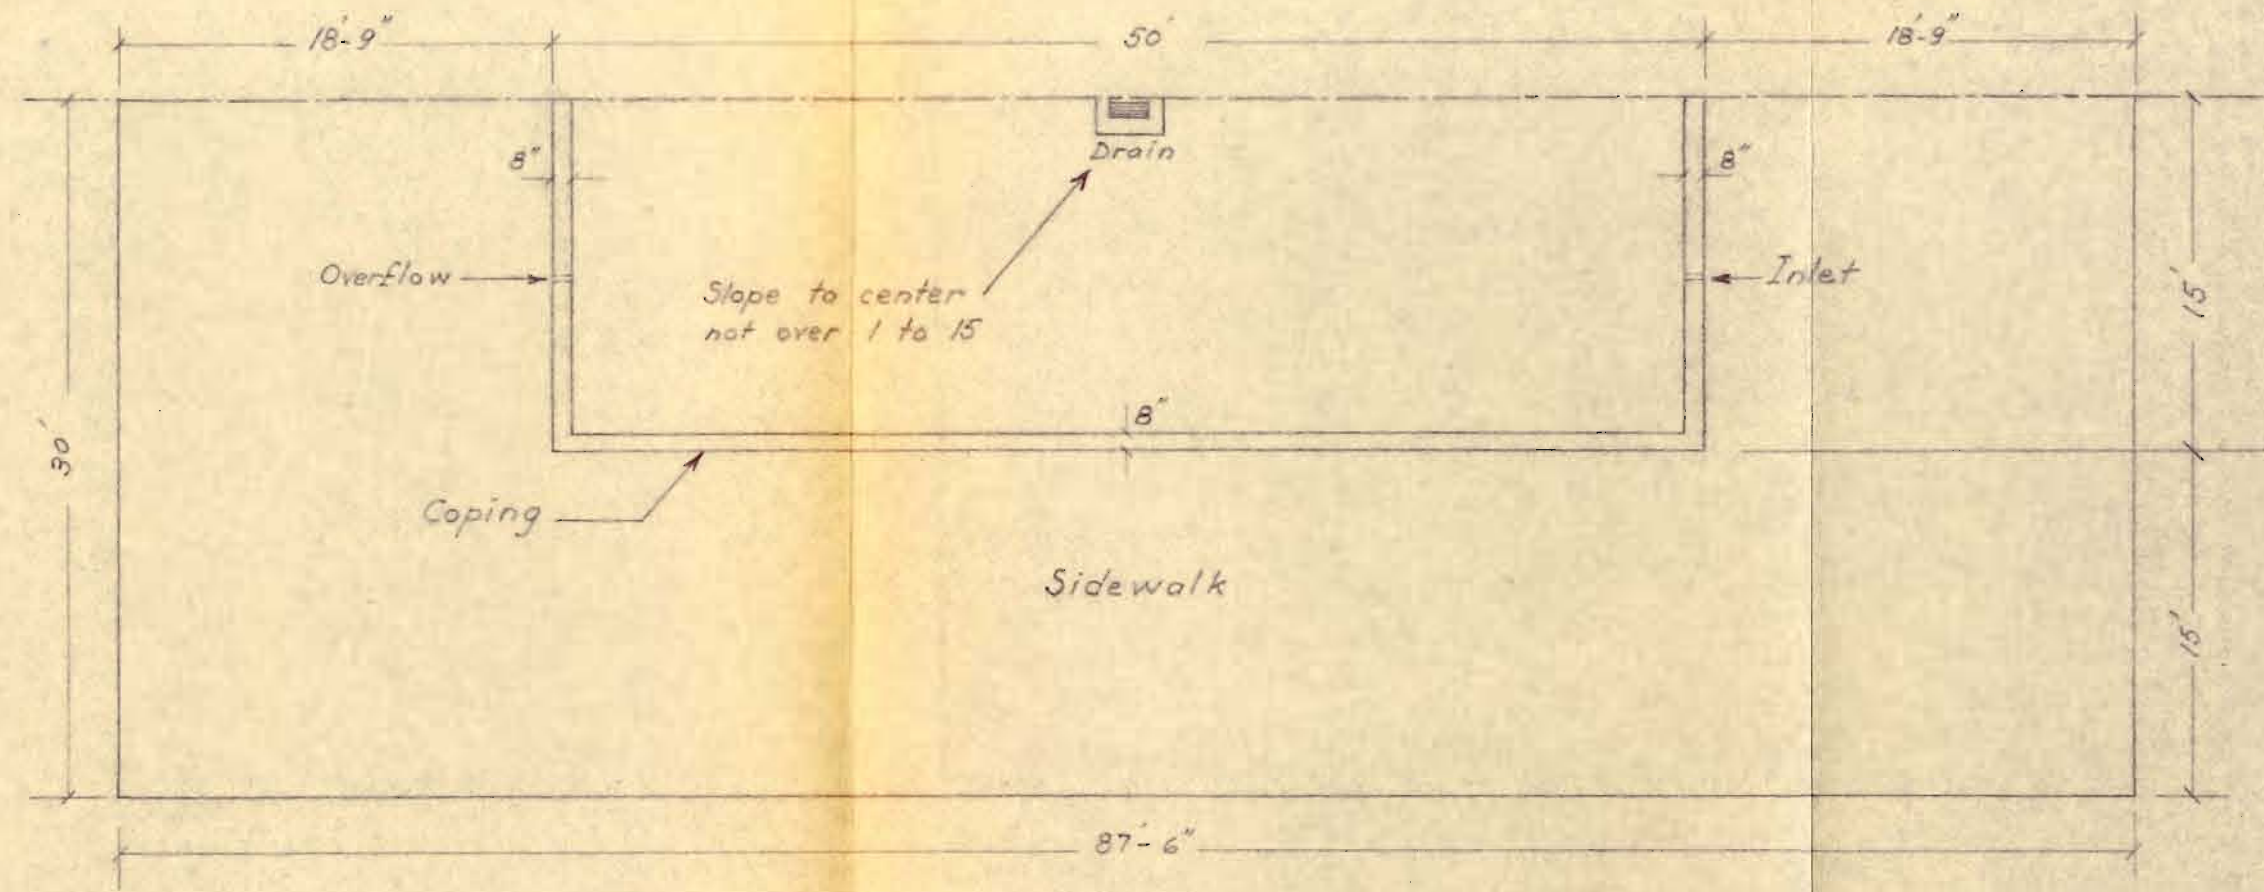 18'-9"
50'
18'-9"
8"
Drain
8"
Overflow
Slope to center
not over 1 to 15
Inlet
15'
8"
30'
Coping
Sidewalk
15'
87'-6"